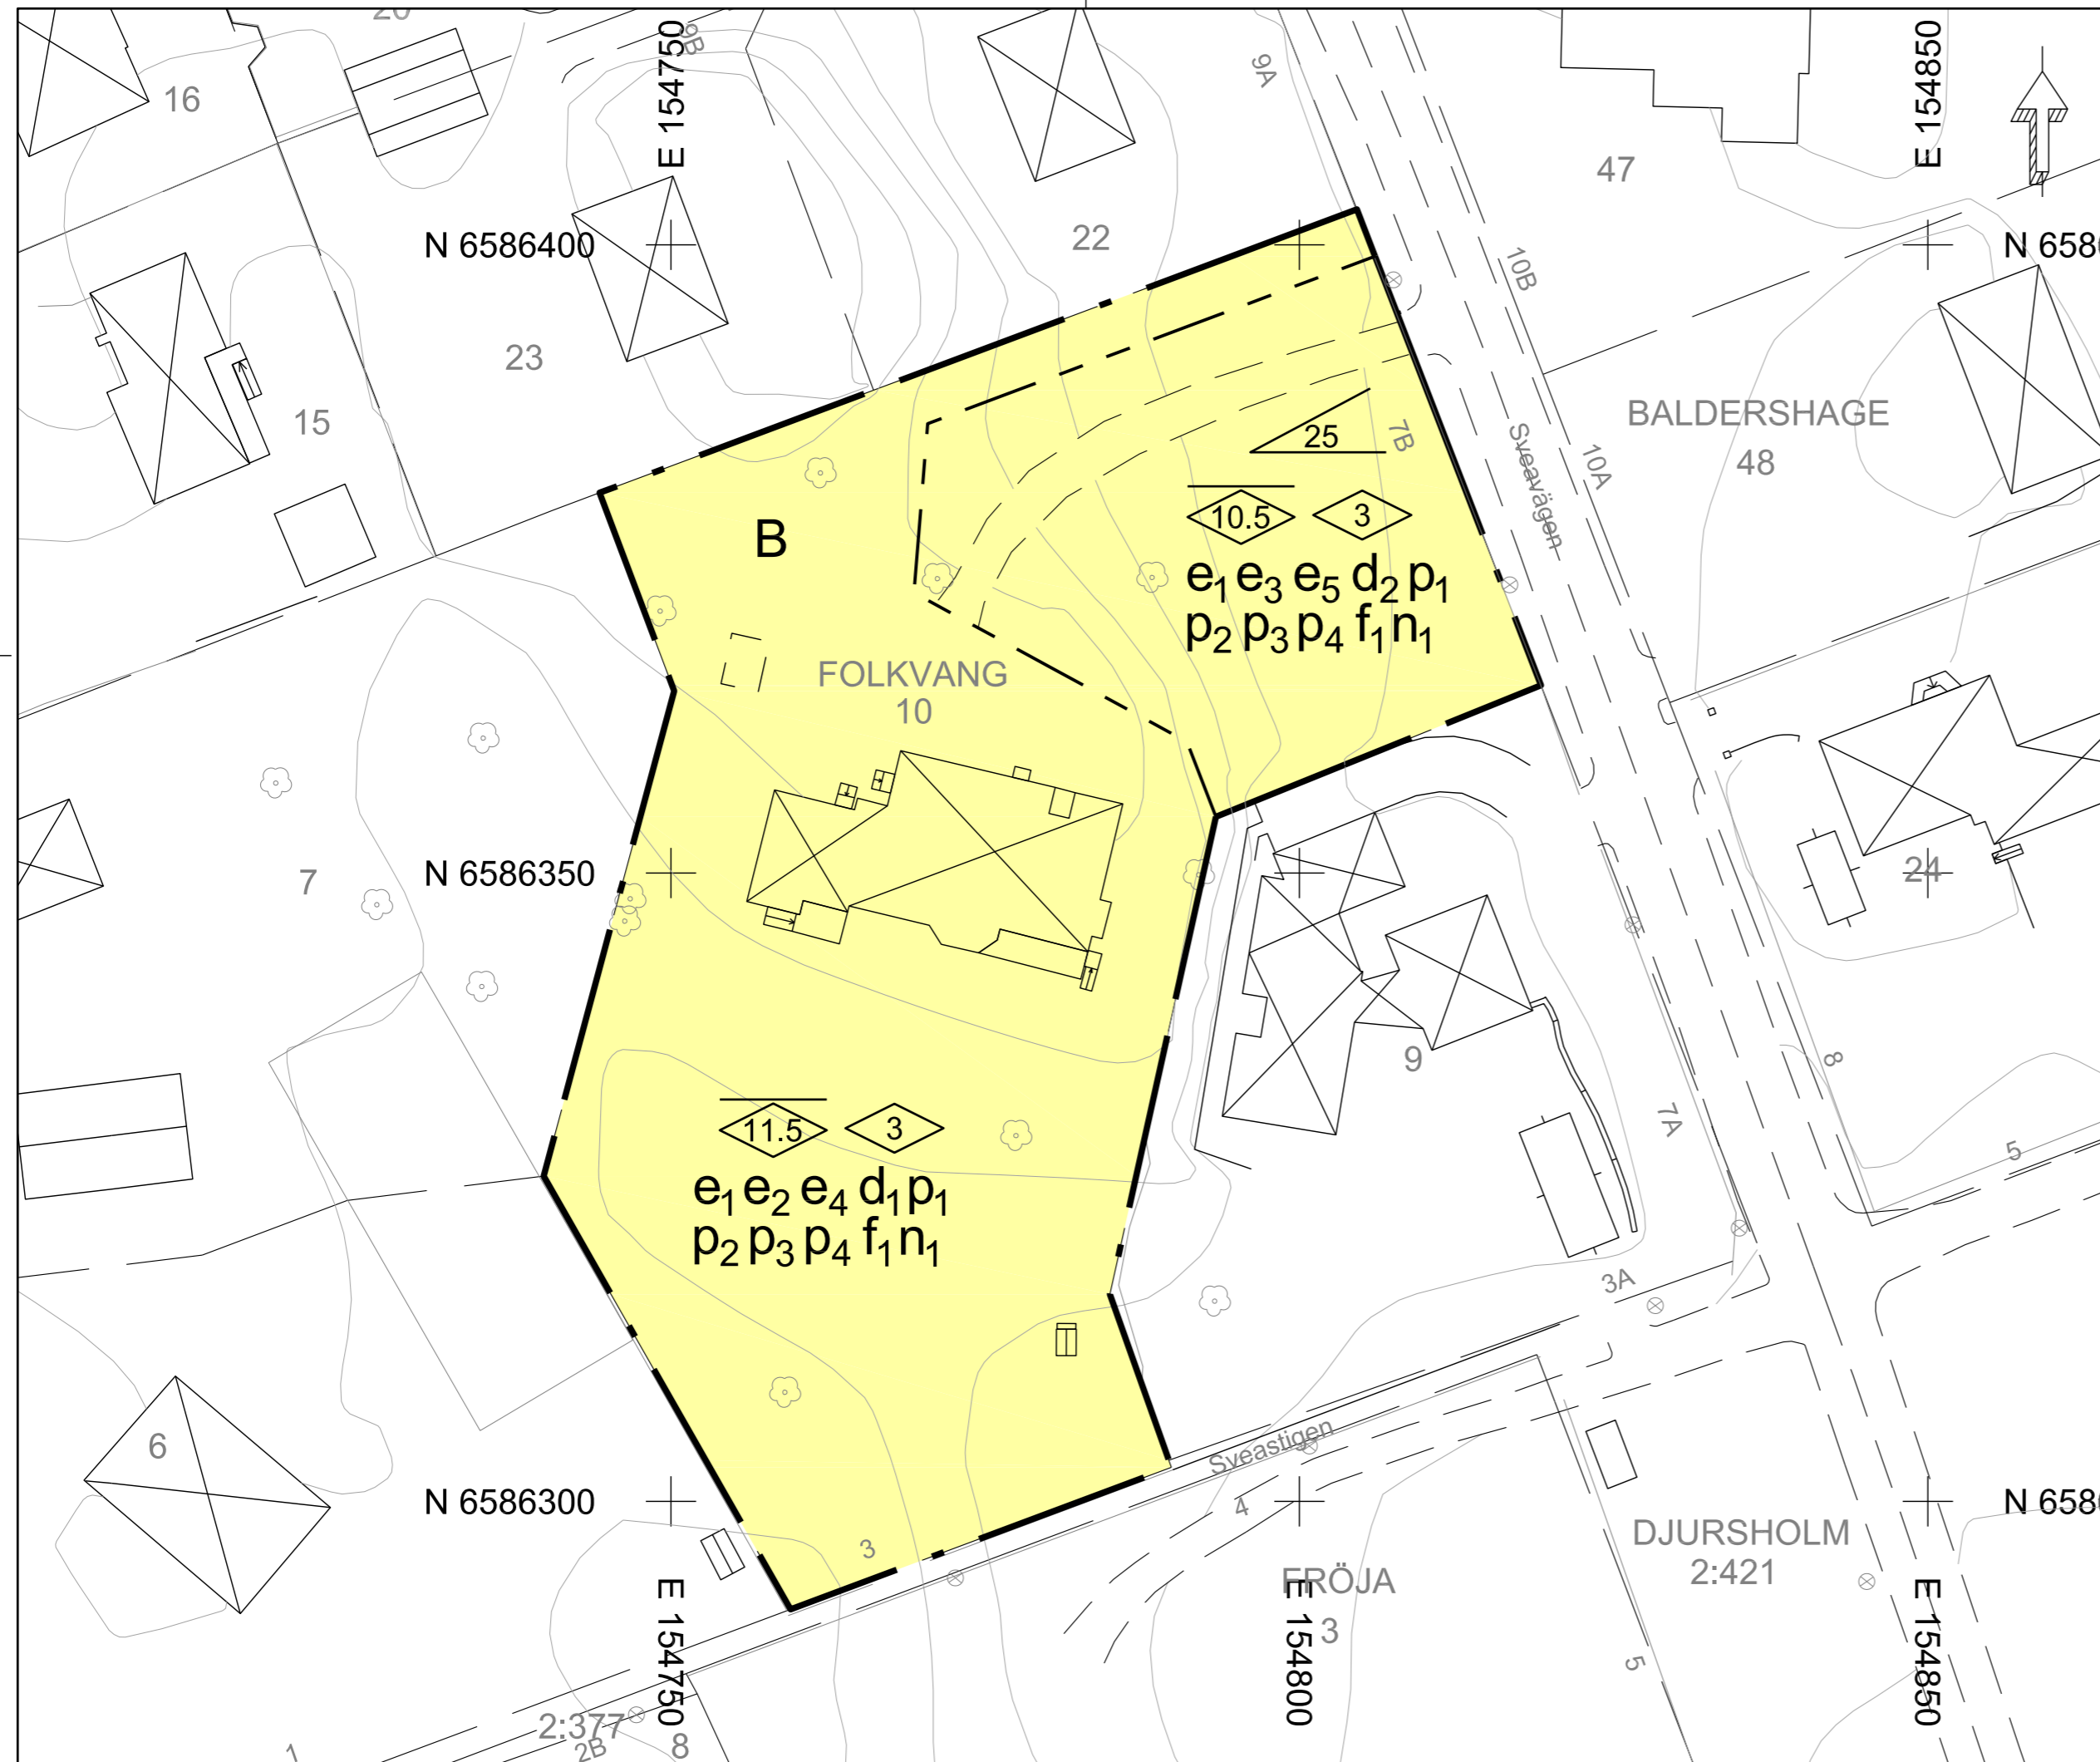 20
E 154750
9B
9A
E 154850
16
47
22
N 6586400
N 658
10B
23
15
BALDERSHAGE
48
25
7B
Sveavägen
10A
B
10.5
3
e1 e3 e5 d2 p1
p2 p3 p4 f1 n1
FOLKVANG
10
7
N 6586350
24
9
8
7A
5
11.5
3
e1 e2 e4 d1 p1
p2 p3 p4 f1 n1
3A
6
Sveastigen
N 6586300
4
N 658
3
DJURSHOLM
2:421
FRÖJA
3
E 154750
E 154800
E 154850
5
2:377
2B
8
1